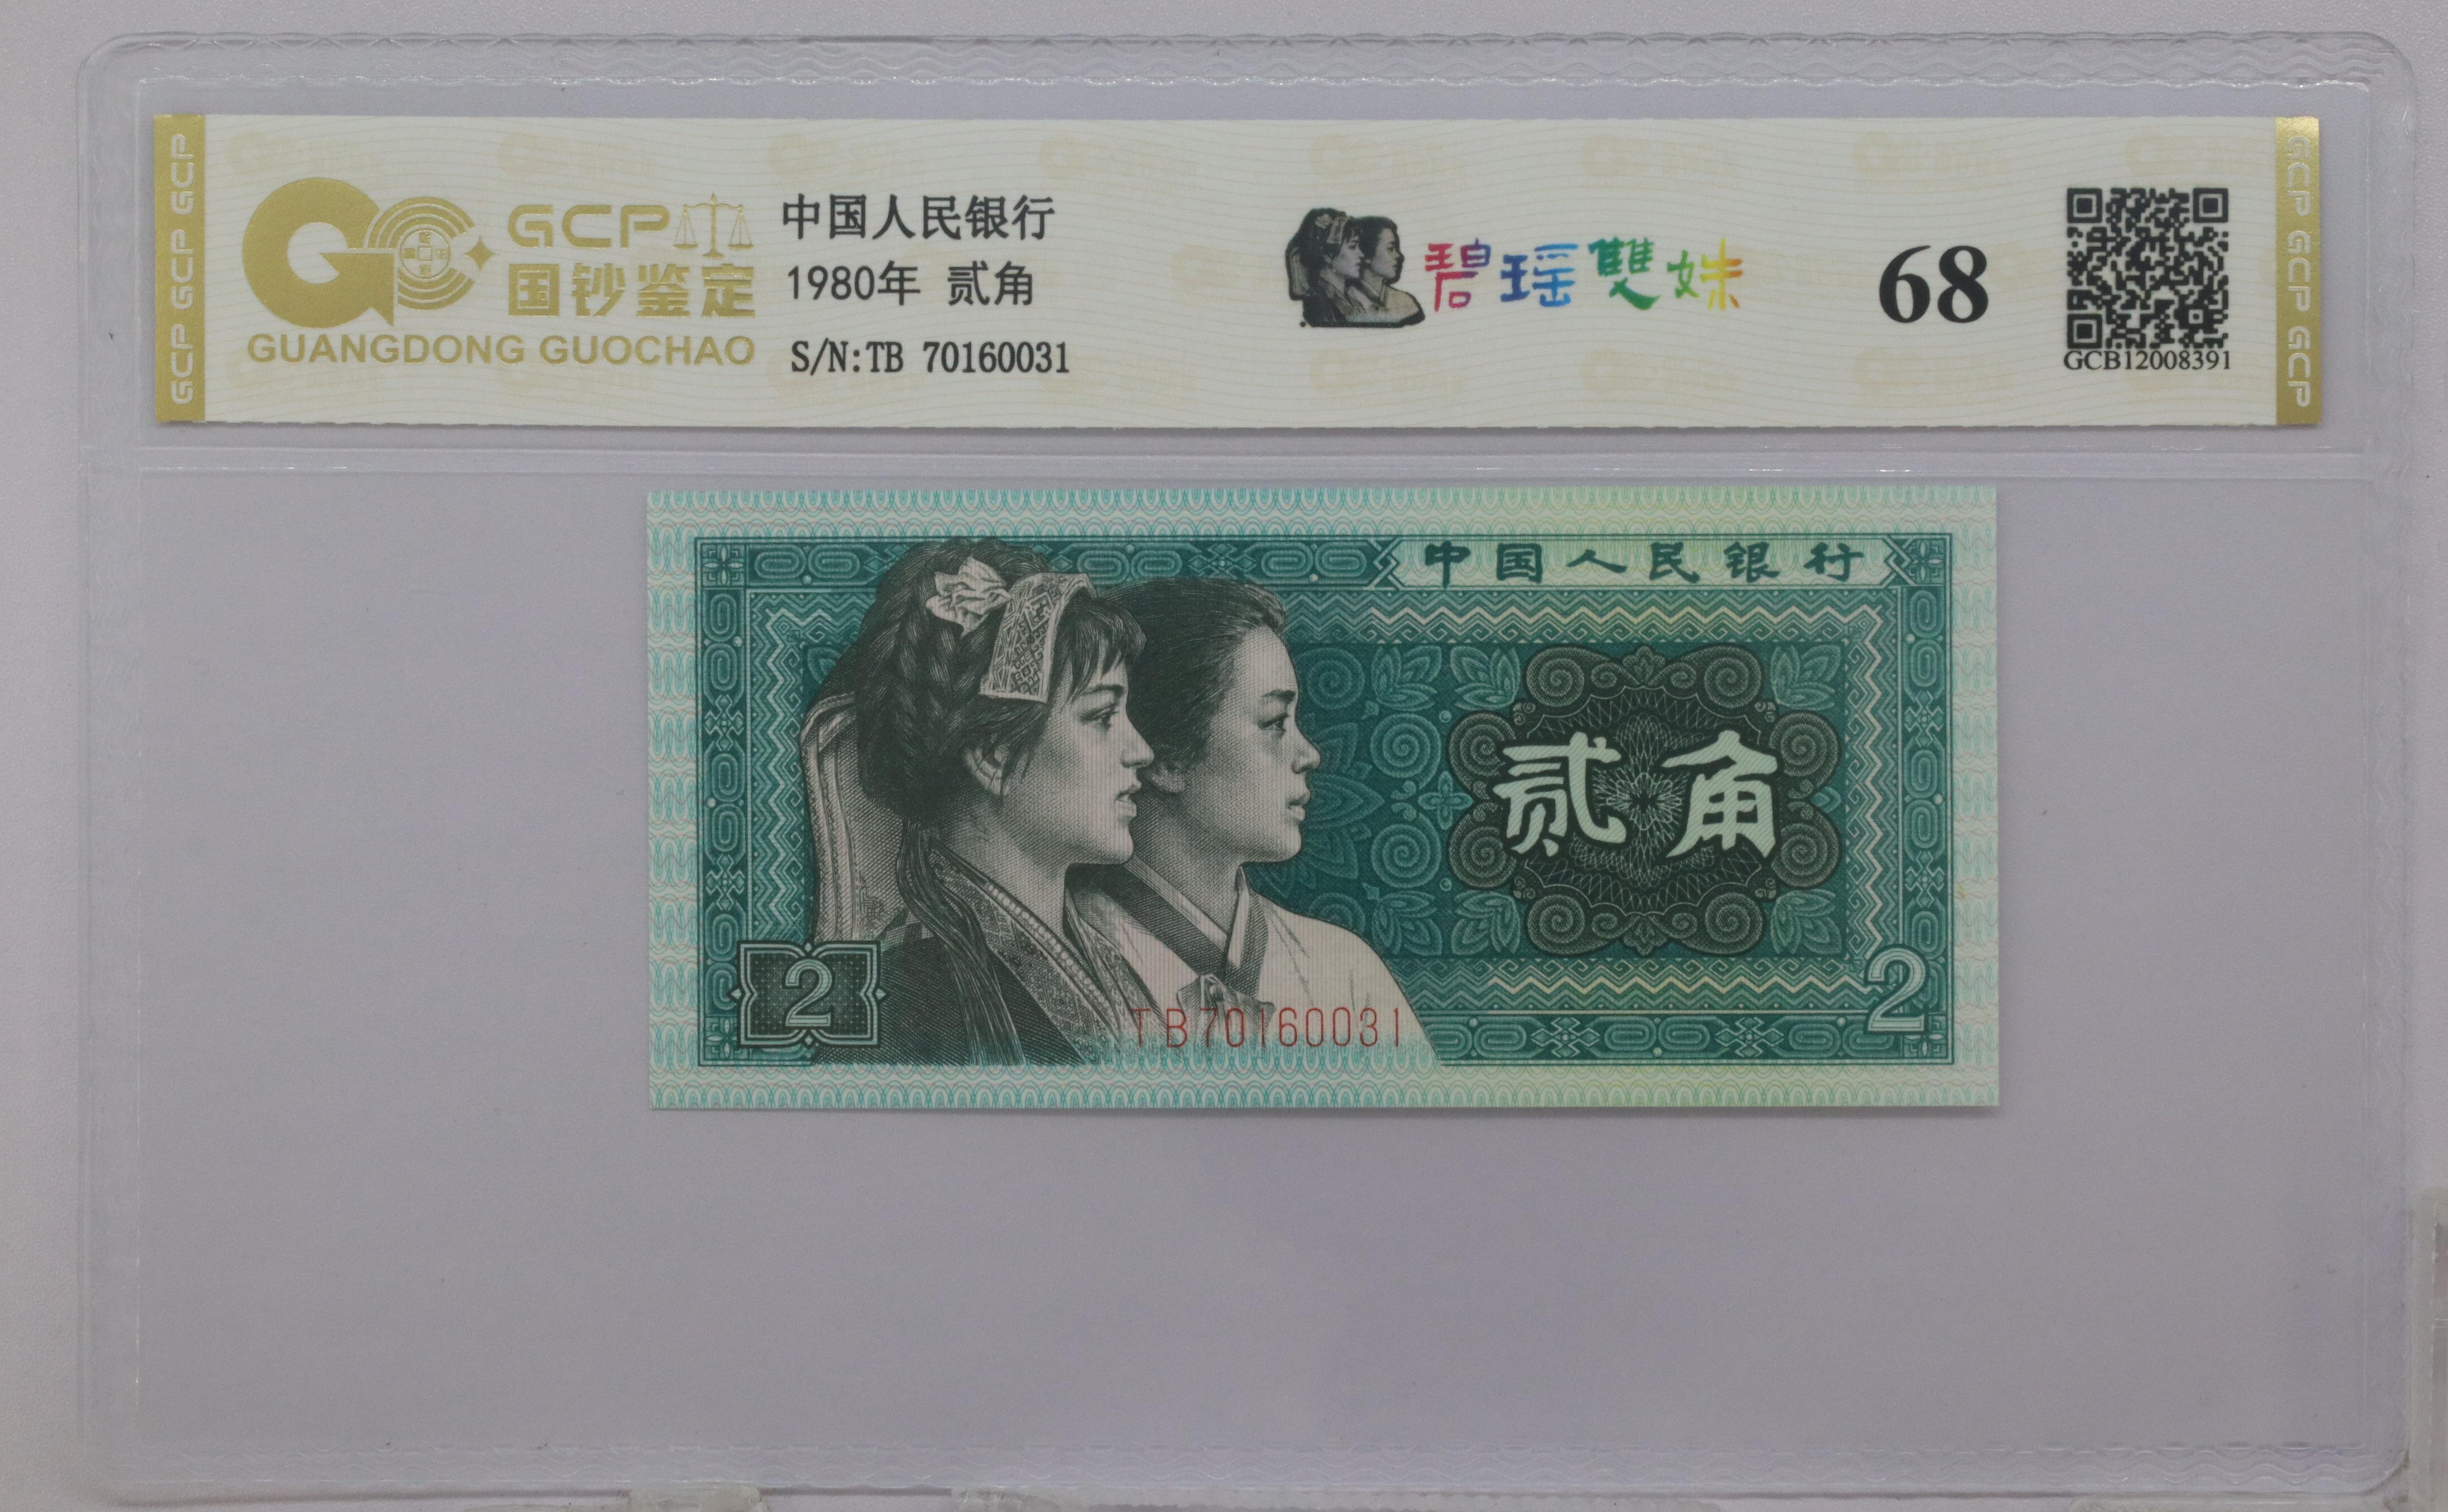 GCP GCP GCP
GCP
国钞鉴定
GUANGDONG GUOCHAO
中国人民银行
1980年 贰角
S/N:TB 70160031
碧瑶雙妹
68
GCB12008391
GCP GCP GCP
中国人民银行
贰角
2
TB70160031
2